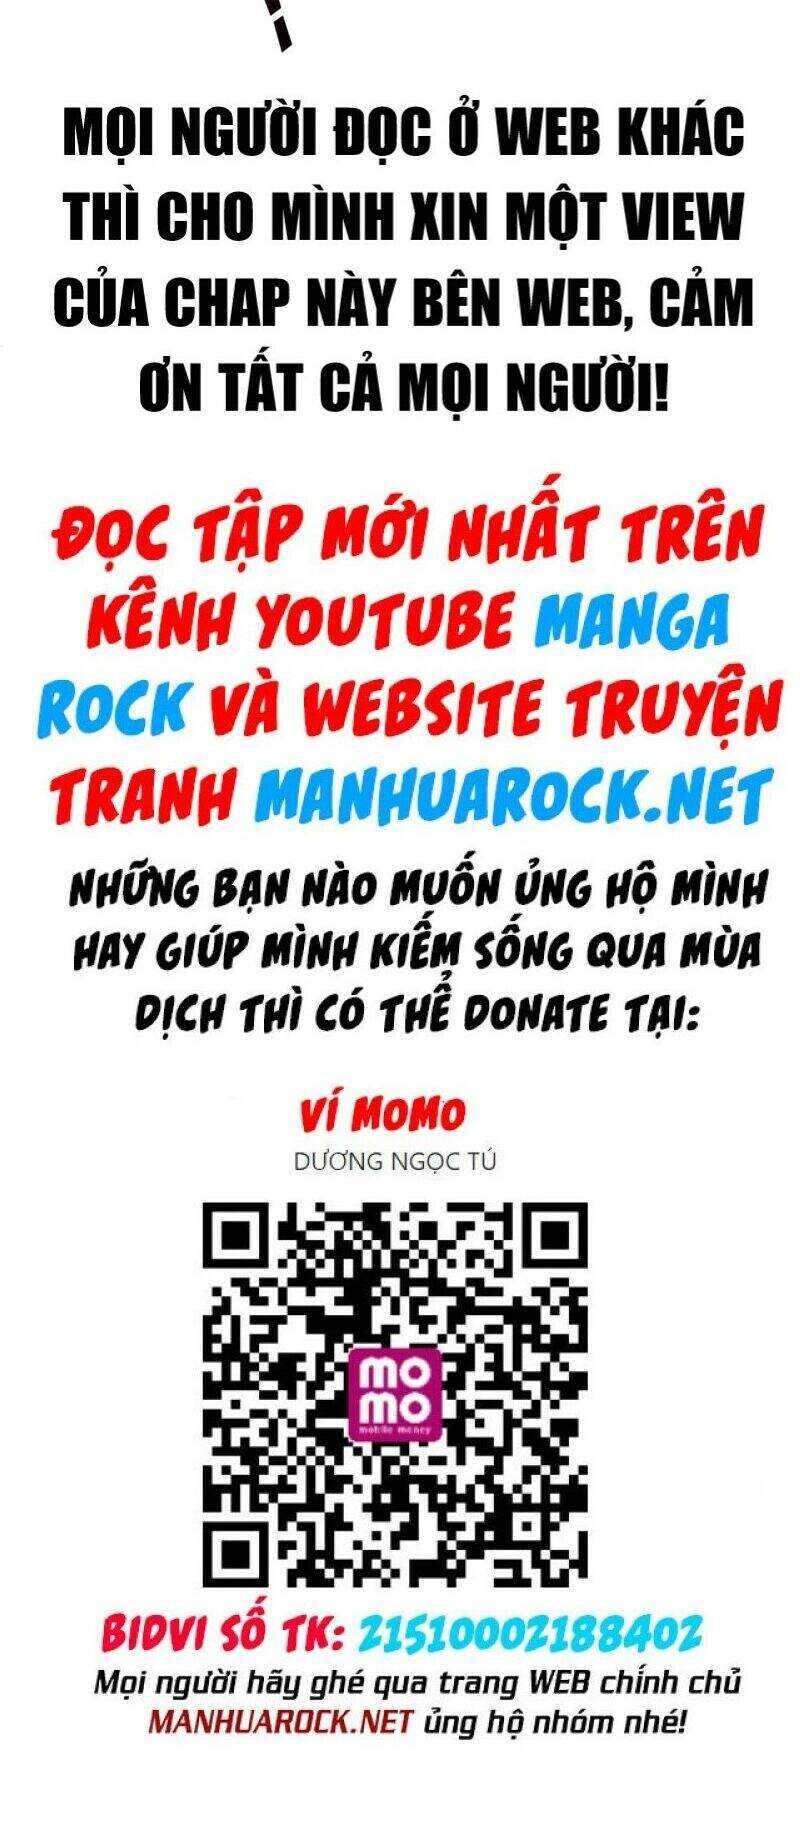 MỌI NGƯỜI ĐỌC Ở WEB KHÁC
THÌ CHO MÌNH XIN MỘT VIEW
CỦA CHAP NÀY BÊN WEB, CẢM
ƠN TẤT CẢ MỌI NGƯỜI!
ĐỌC TẬP MỚI NHẤT TRÊN
KÊNH YOUTUBE MANGA
ROCK VÀ WEBSITE TRUYỆN
TRANH MANHUAROCK.NET
NHỮNG BẠN NÀO MUỐN ỦNG HỘ MÌNH
HAY GIÚP MÌNH KIẾM SỐNG QUA MÙA
DỊCH THÌ CÓ THỂ DONATE TẠI:
VÍ MOMO
DƯƠNG NGỌC TÚ
mo
mo
mobile money
BIDVI SỐ TK: 21510002188402
Mọi người hãy ghé qua trang WEB chính chủ
MANHUAROCK.NET ủng hộ nhóm nhé!